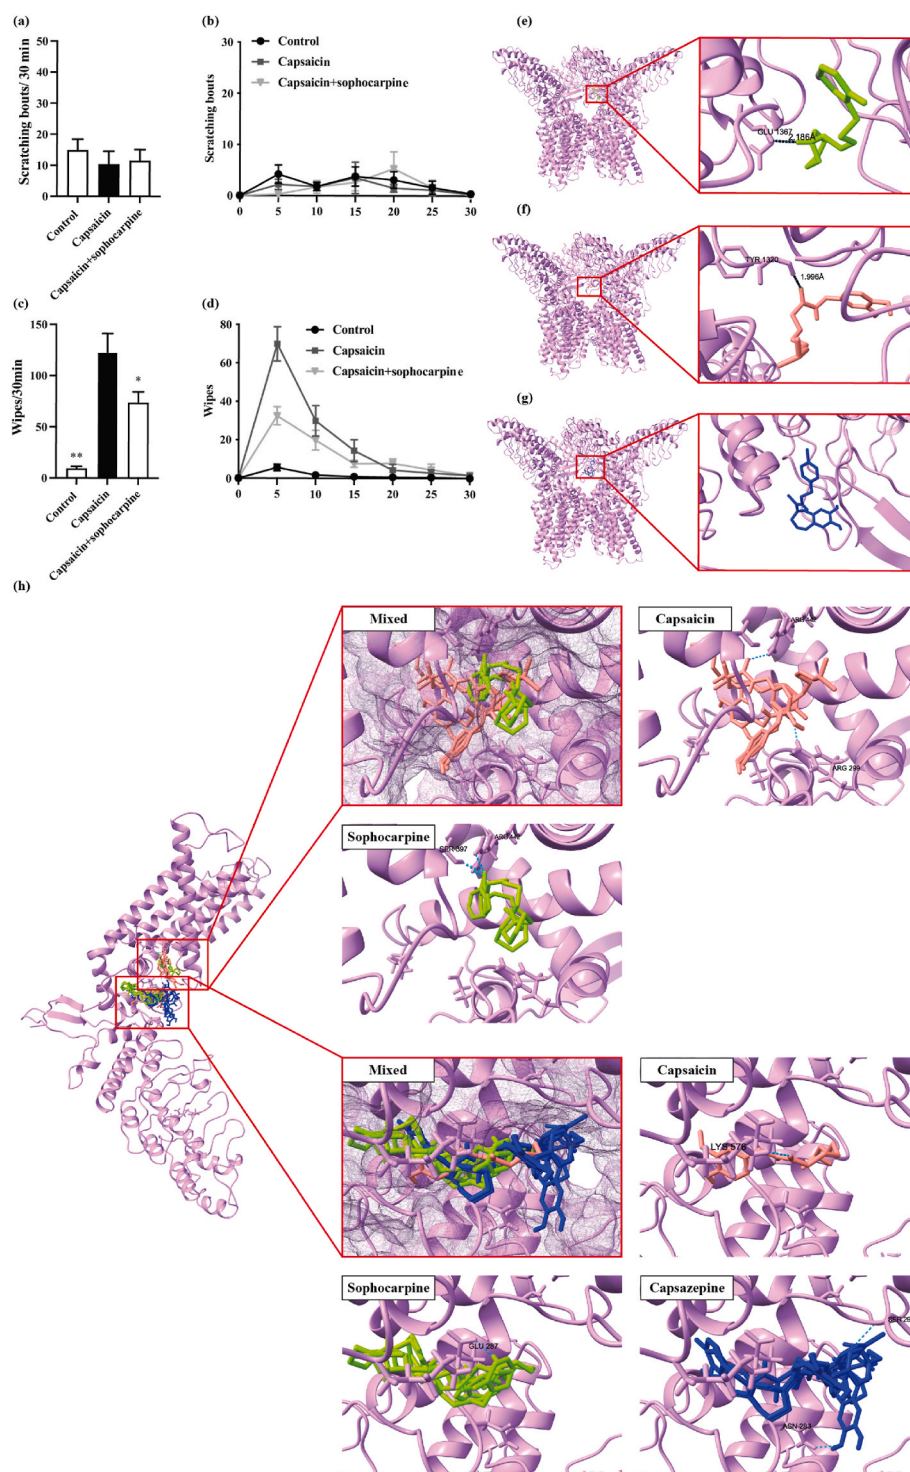 (a)
Scratching bouts/ 30 min
50
40
30
20
10
0
Control
Capsaicin
Capsaicin+sophocarpine
(b)
Scratching bouts
30
20
10
0
0 5 10 15 20 25 30
Control
Capsaicin
Capsaicin+sophocarpine
(c)
Wipes/30min
150
100
50
0
**
*
Control
Capsaicin
Capsaicin+sophocarpine
(d)
Wipes
80
60
40
20
0
0 5 10 15 20 25 30
Control
Capsaicin
Capsaicin+sophocarpine
(e)
GLU 1367
2.186Å
(f)
TYR 1320
1.996Å
(g)
(h)
Mixed
Capsaicin
ARG 299
Sophocarpine
Mixed
Capsaicin
LYS 576
Sophocarpine
GLU 287
Capsazepine
ASN 283